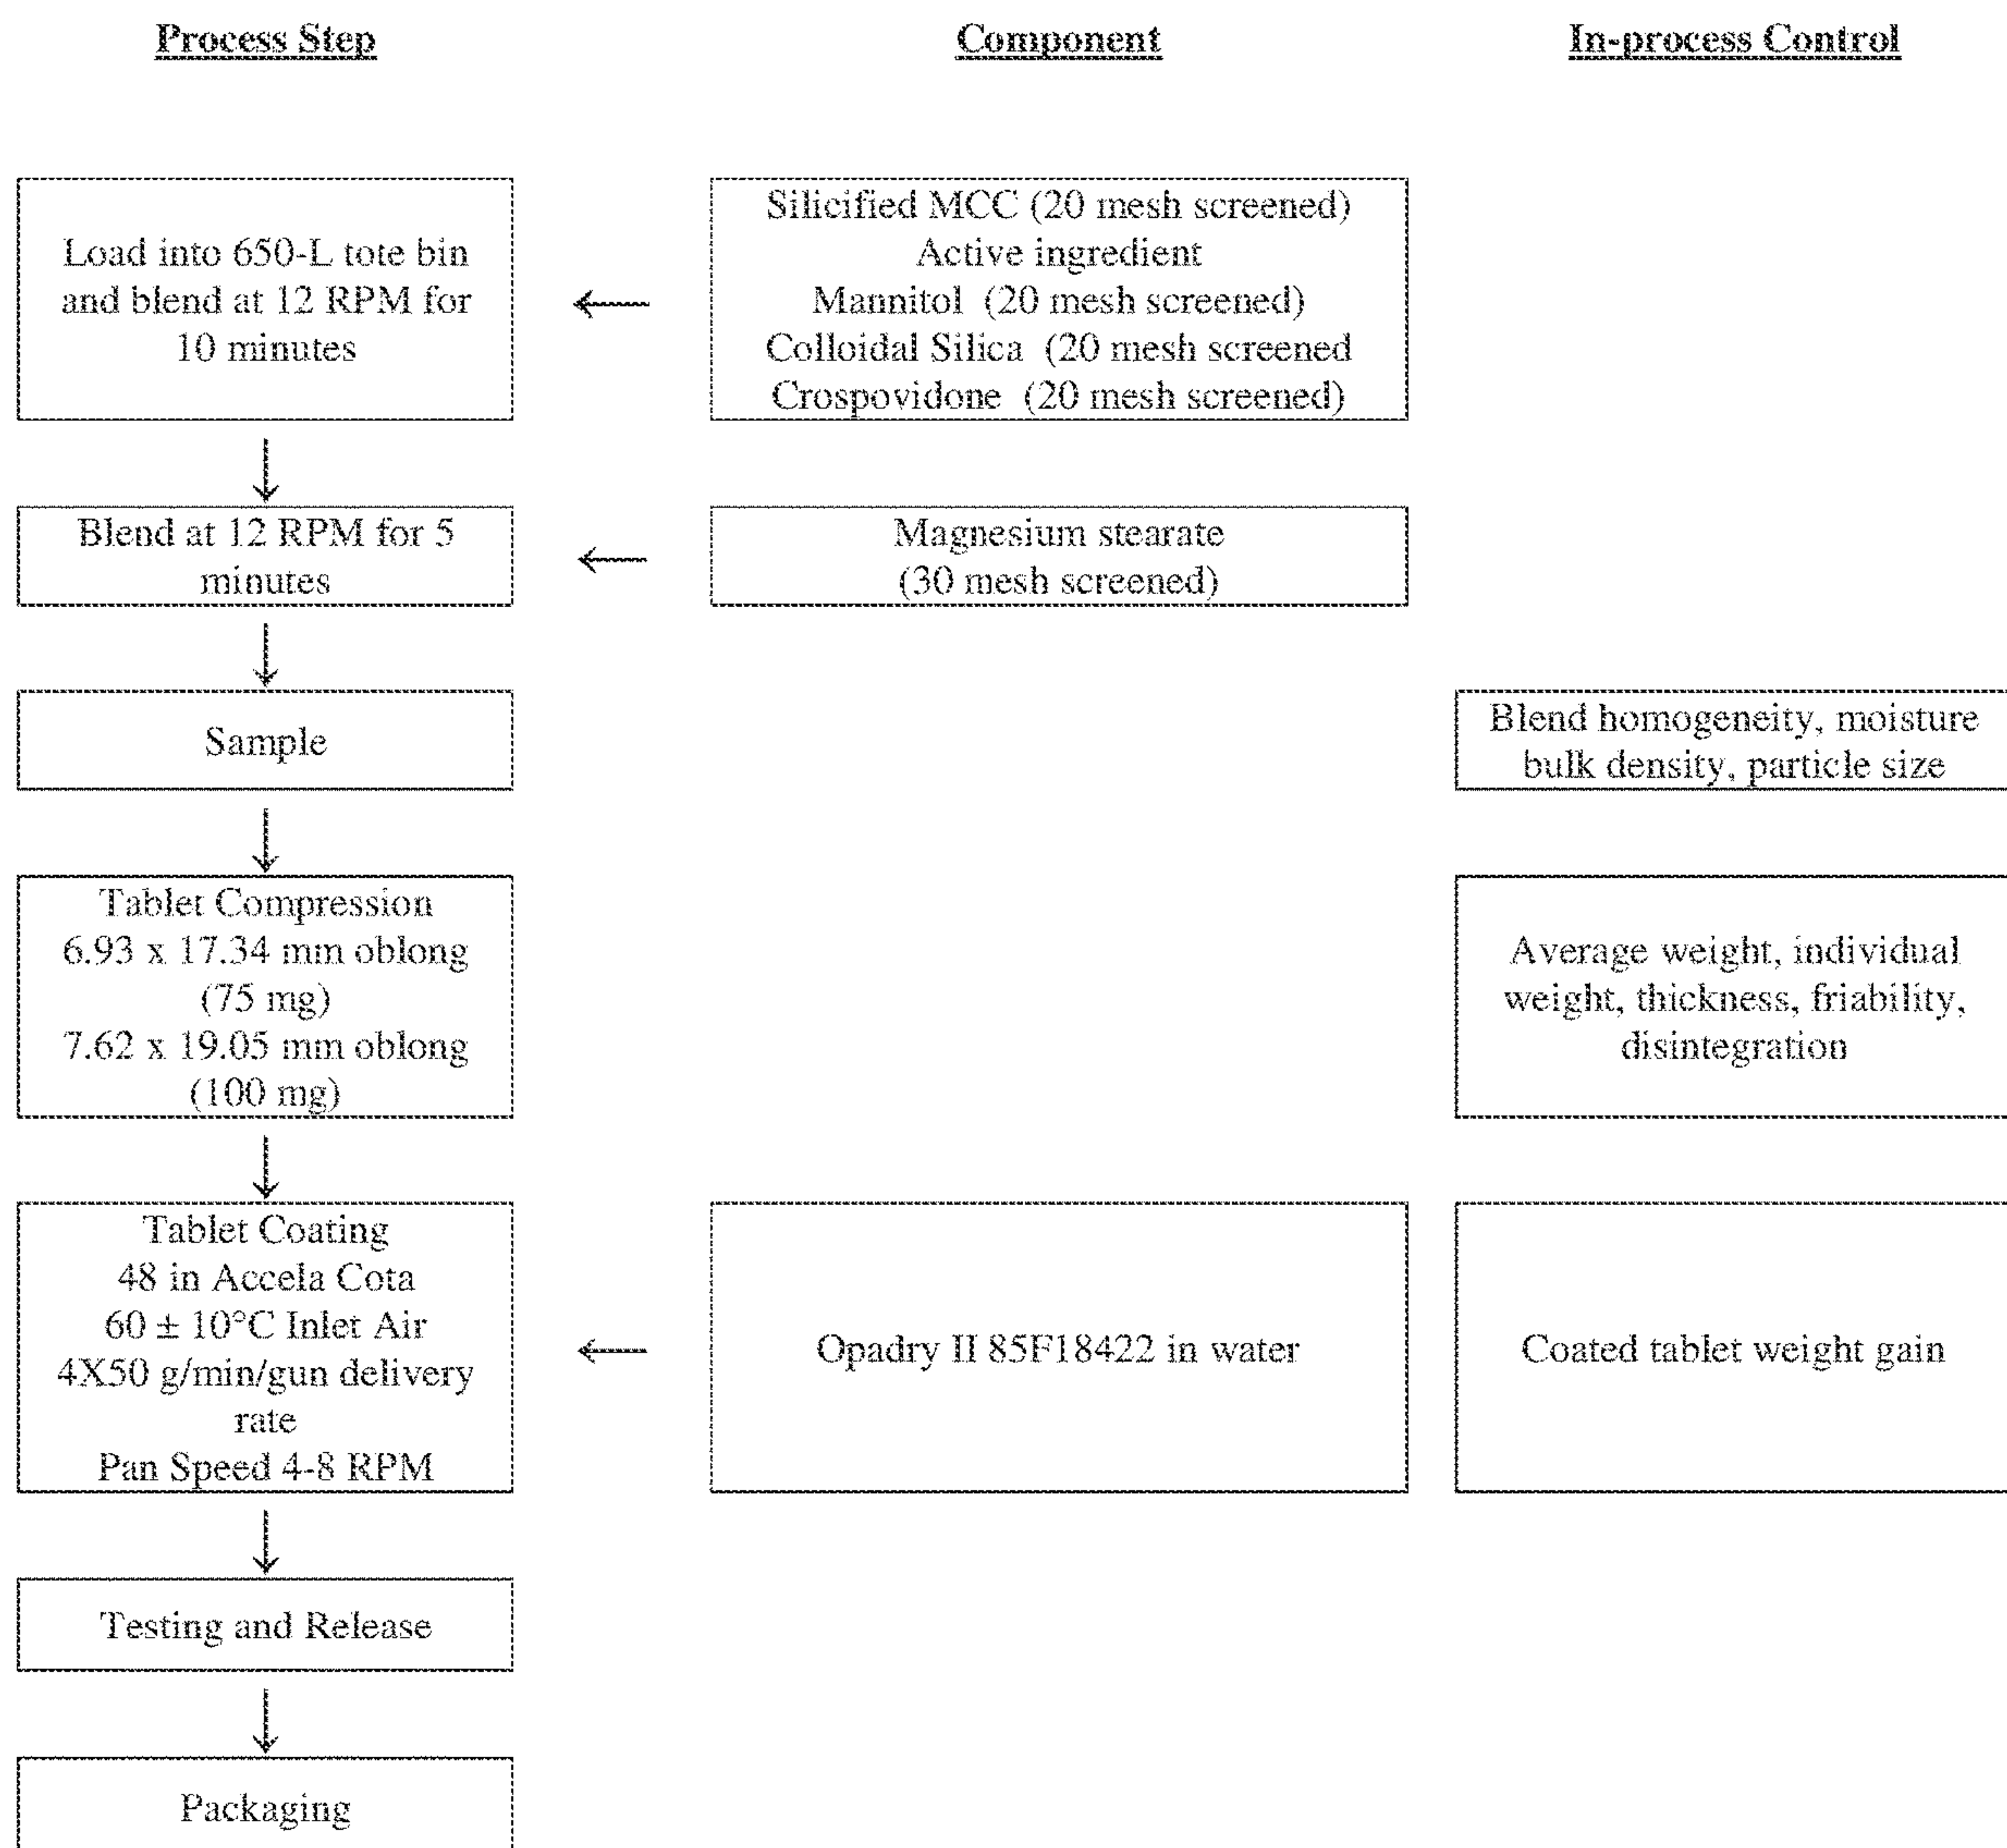 Process Step
Component
In-process Control
Load into 650-L tote bin
and blend at 12 RPM for
10 minutes
Silicified MCC (20 mesh screened)
Active ingredient
Mannitol (20 mesh screened)
Colloidal Silica (20 mesh screened
Crospovidone (20 mesh screened)
Blend at 12 RPM for 5
minutes
Magnesium stearate
(30 mesh screened)
Sample
Blend homogeneity, moisture
bulk density, particle size
Tablet Compression
6.93 x 17.34 mm oblong
(75 mg)
7.62 x 19.05 mm oblong
(100 mg)
Average weight, individual
weight, thickness, friability,
disintegration
Tablet Coating
48 in Accela Cota
60 ± 10°C Inlet Air
4X50 g/min/gun delivery
rate
Pan Speed 4-8 RPM
Opadry II 85F18422 in water
Coated tablet weight gain
Testing and Release
Packaging